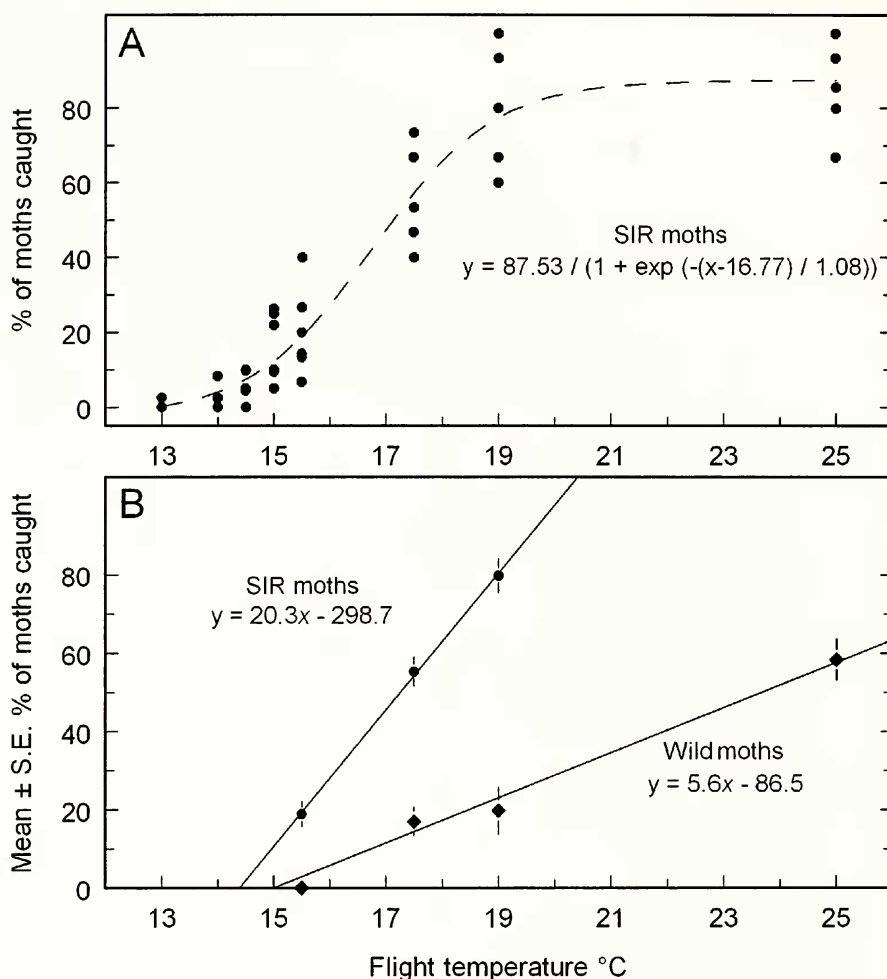 A
% of moths caught
80
60
40
20
0
SIR moths
y = 87.53 / (1 + exp (-(x-16.77) / 1.08))
13 15 17 19 21 23 25
B
Mean ± S.E. % of moths caught
80
60
40
20
0
SIR moths
y = 20.3x - 298.7
Wild moths
y = 5.6x - 86.5
13 15 17 19 21 23 25
Flight temperature °C